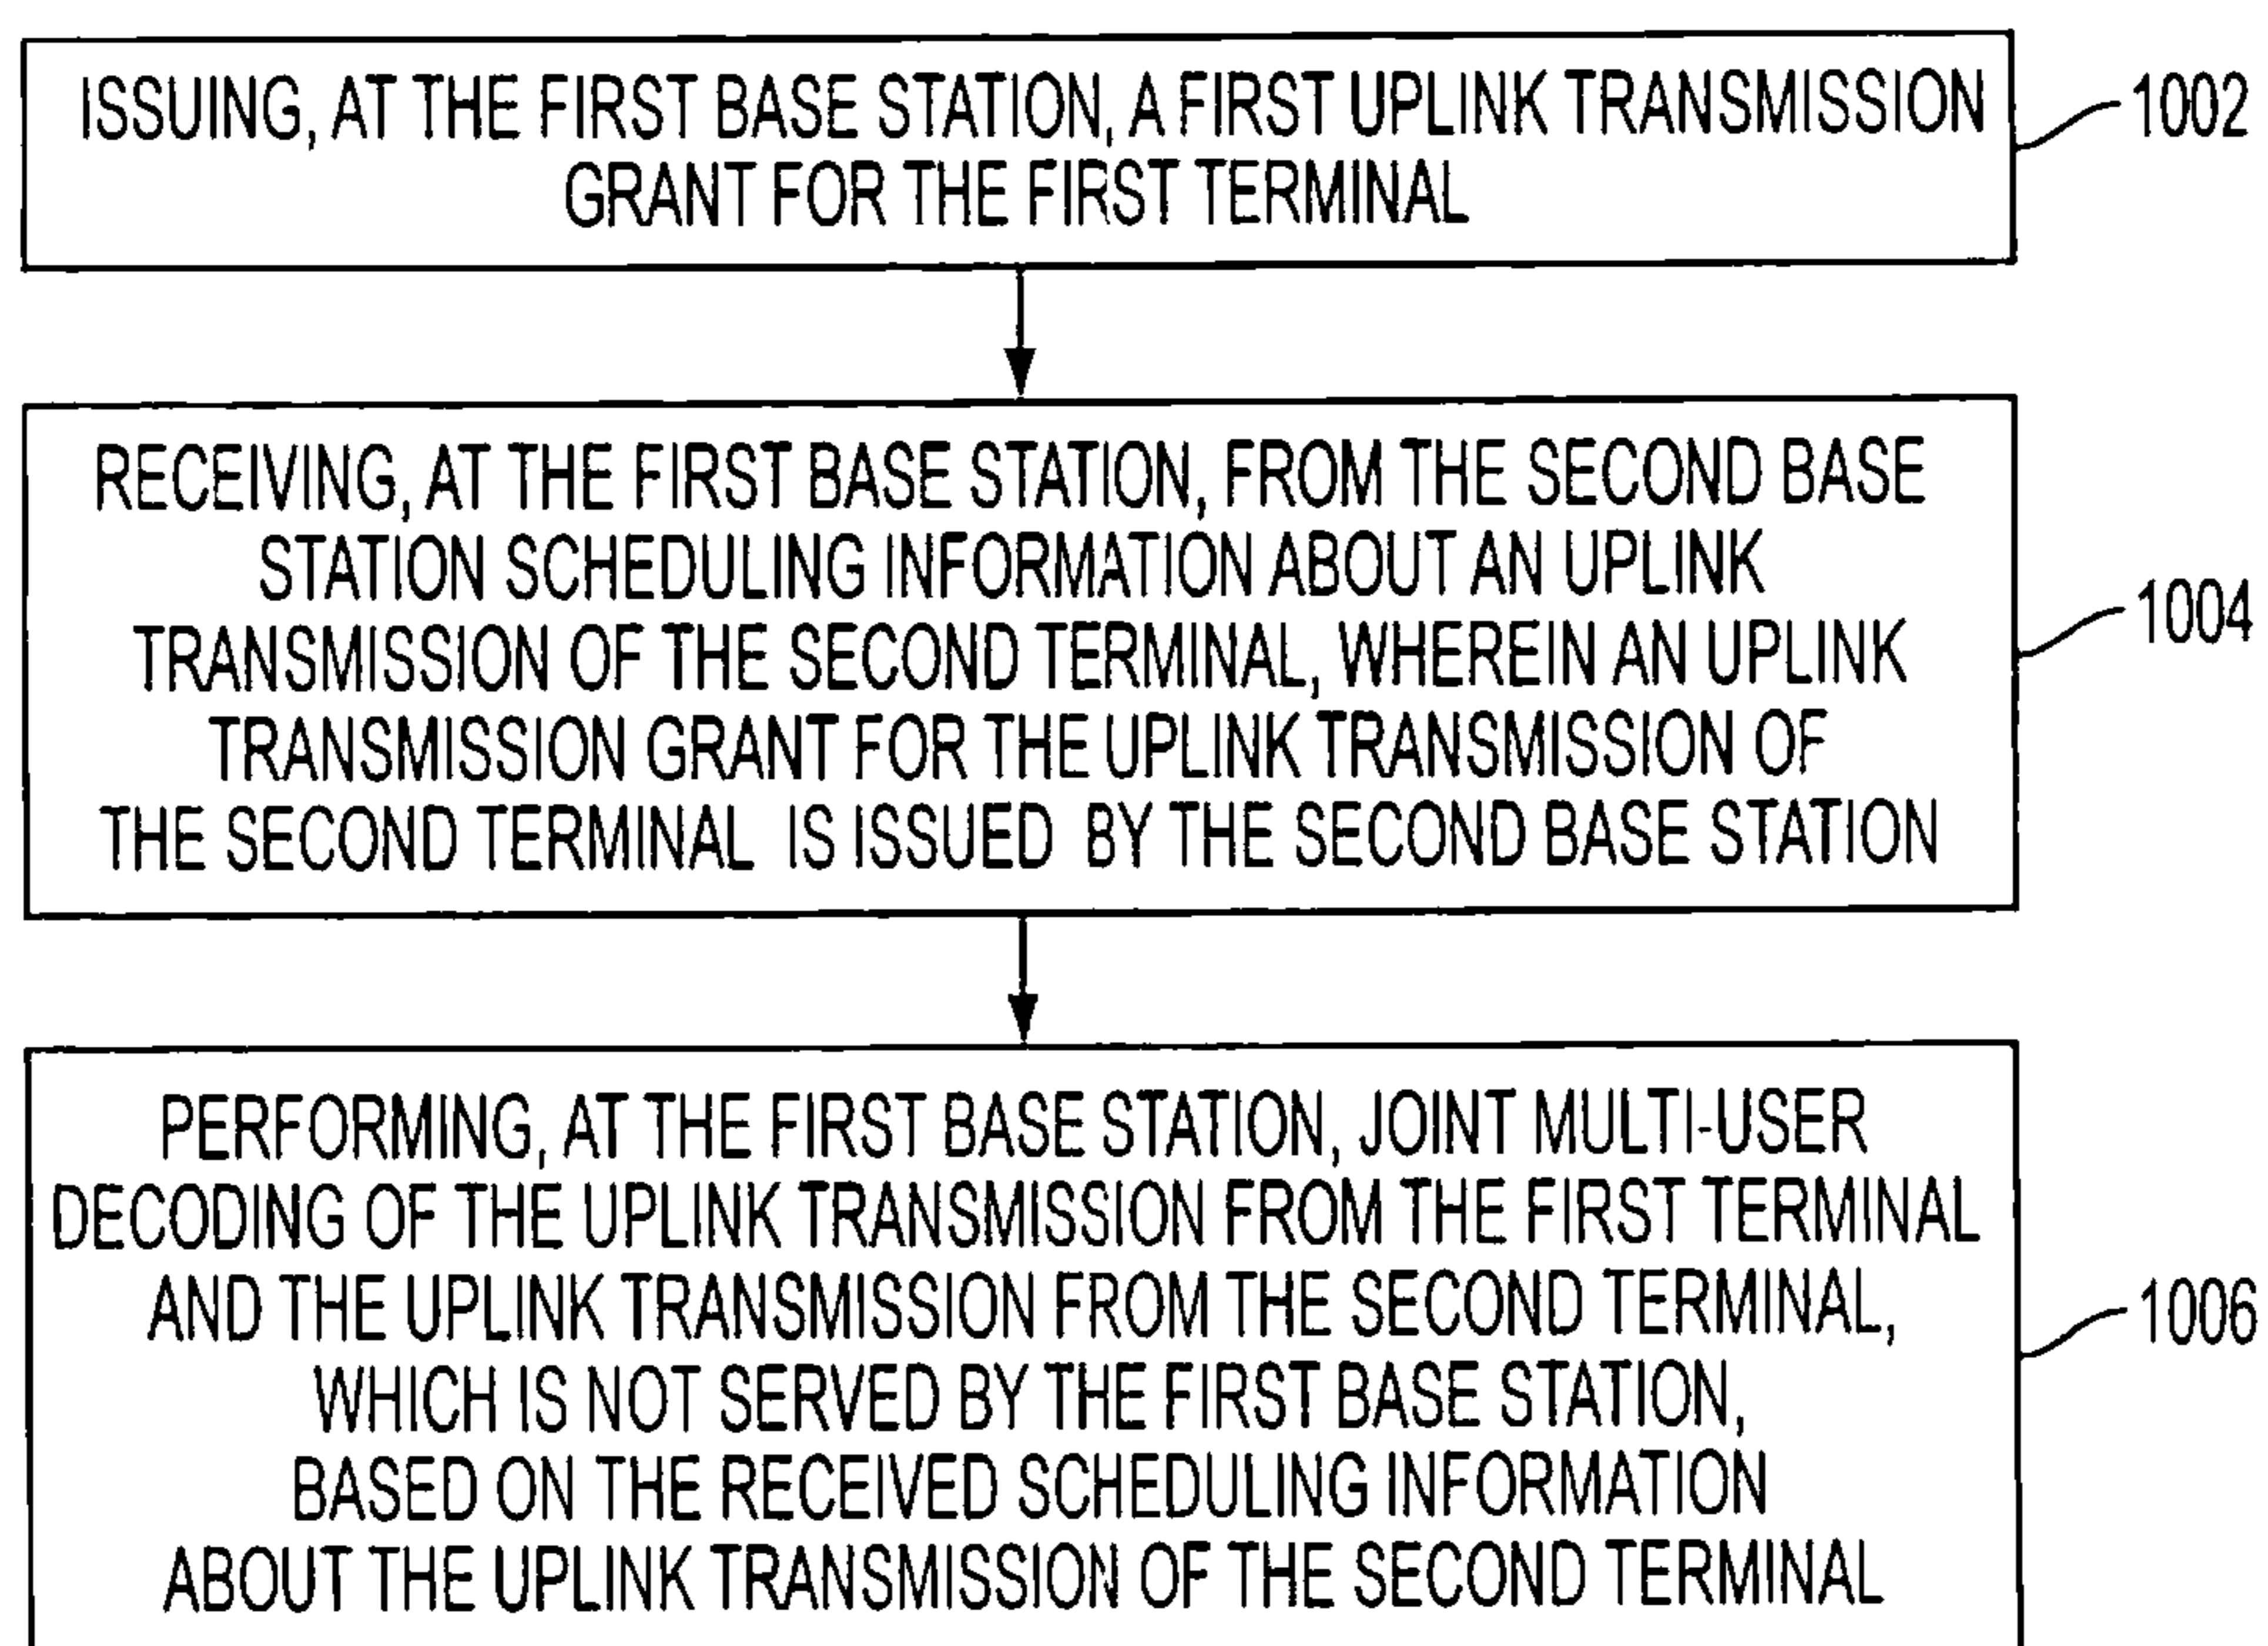 ISSUING, AT THE FIRST BASE STATION, A FIRST UPLINK TRANSMISSION
GRANT FOR THE FIRST TERMINAL
1002
RECEIVING, AT THE FIRST BASE STATION, FROM THE SECOND BASE
STATION SCHEDULING INFORMATION ABOUT AN UPLINK
TRANSMISSION OF THE SECOND TERMINAL, WHEREIN AN UPLINK
TRANSMISSION GRANT FOR THE UPLINK TRANSMISSION OF
THE SECOND TERMINAL IS ISSUED BY THE SECOND BASE STATION
1004
PERFORMING, AT THE FIRST BASE STATION, JOINT MULTI-USER
DECODING OF THE UPLINK TRANSMISSION FROM THE FIRST TERMINAL
AND THE UPLINK TRANSMISSION FROM THE SECOND TERMINAL,
WHICH IS NOT SERVED BY THE FIRST BASE STATION,
BASED ON THE RECEIVED SCHEDULING INFORMATION
ABOUT THE UPLINK TRANSMISSION OF THE SECOND TERMINAL
1006